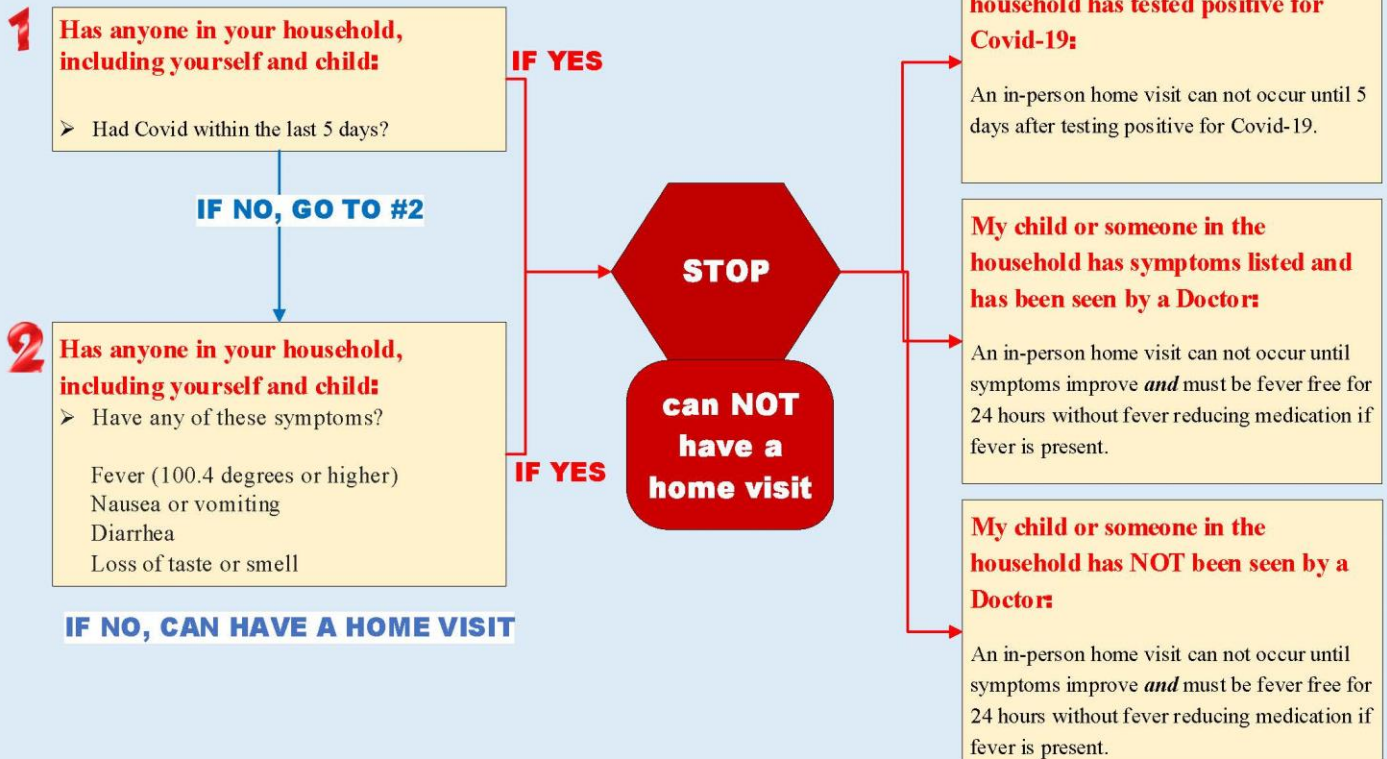 1
Has anyone in your household,
including yourself and child:
➢ Had Covid within the last 5 days?
IF YES
IF NO, GO TO #2
2
Has anyone in your household,
including yourself and child:
➢ Have any of these symptoms?
Fever (100.4 degrees or higher)
Nausea or vomiting
Diarrhea
Loss of taste or smell
IF YES
IF NO, CAN HAVE A HOME VISIT
STOP
can NOT
have a
home visit
household has tested positive for
Covid-19:
An in-person home visit can not occur until 5
days after testing positive for Covid-19.
My child or someone in the
household has symptoms listed and
has been seen by a Doctor:
An in-person home visit can not occur until
symptoms improve and must be fever free for
24 hours without fever reducing medication if
fever is present.
My child or someone in the
household has NOT been seen by a
Doctor:
An in-person home visit can not occur until
symptoms improve and must be fever free for
24 hours without fever reducing medication if
fever is present.